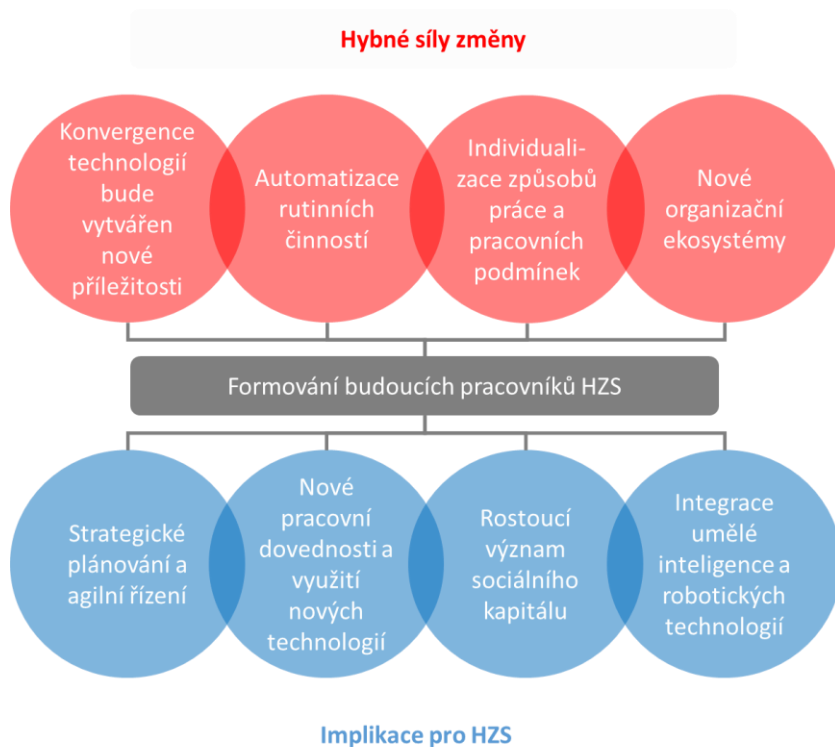 Hybné síly změny
Konvergence
technologií
bude
vytvářen
nové
příležitosti
Automatizace
rutinních
činností
Individuali-
zace způsobů
práce a
pracovních
podmínek
Nové
organizační
ekosystémy
Formování budoucích pracovníků HZS
Strategické
plánování a
agilní řízení
Nové
pracovní
dovednosti a
využití
nových
technologií
Rostoucí
význam
sociálního
kapitálu
Integrace
umělé
inteligence a
robotických
technologií
Implikace pro HZS